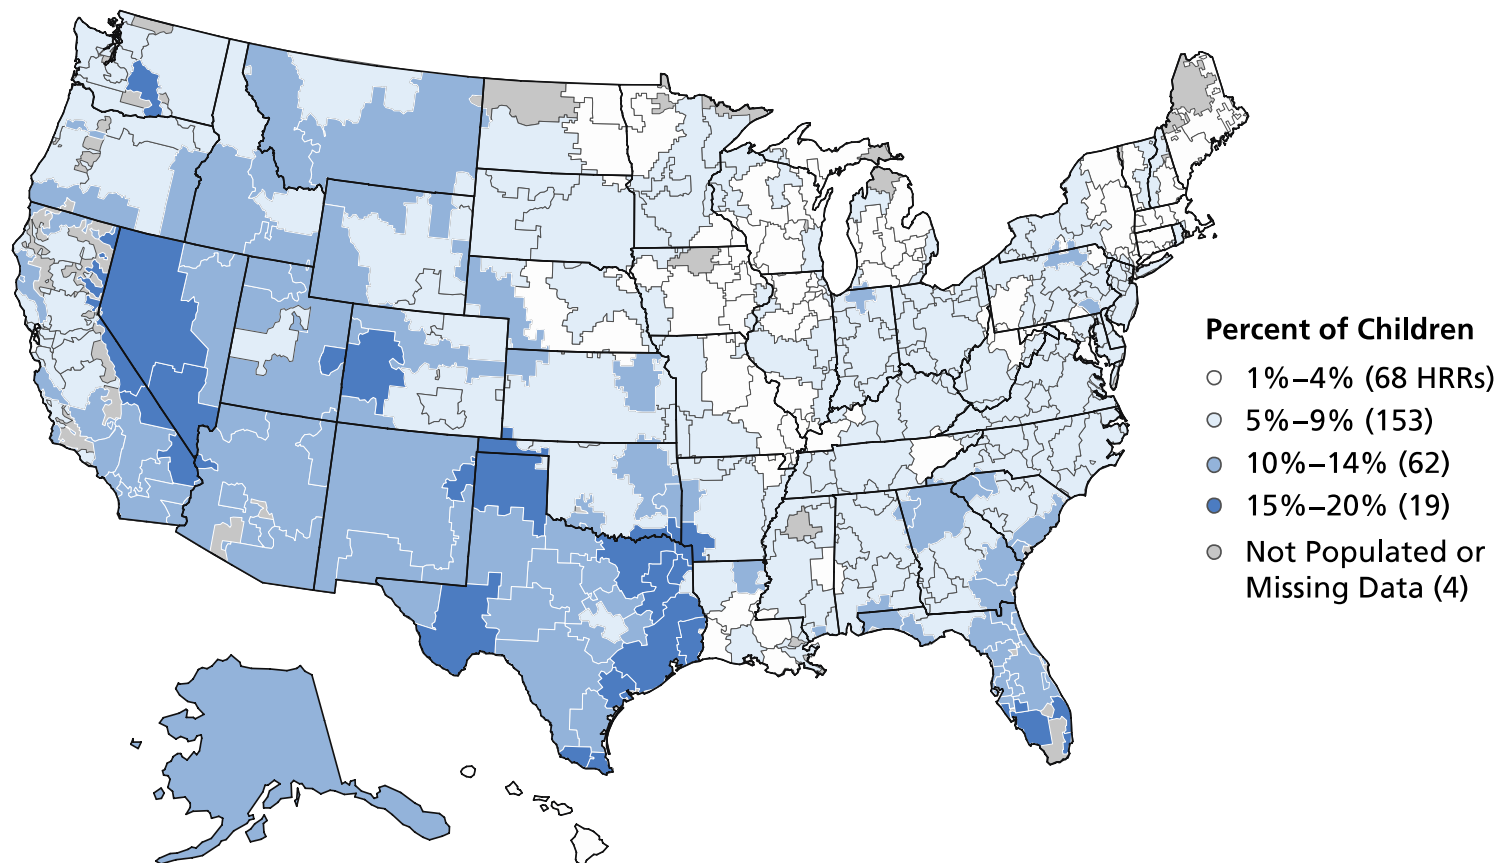 Percent of Children
1%–4% (68 HRRs)
5%–9% (153)
10%–14% (62)
15%–20% (19)
Not Populated or
Missing Data (4)